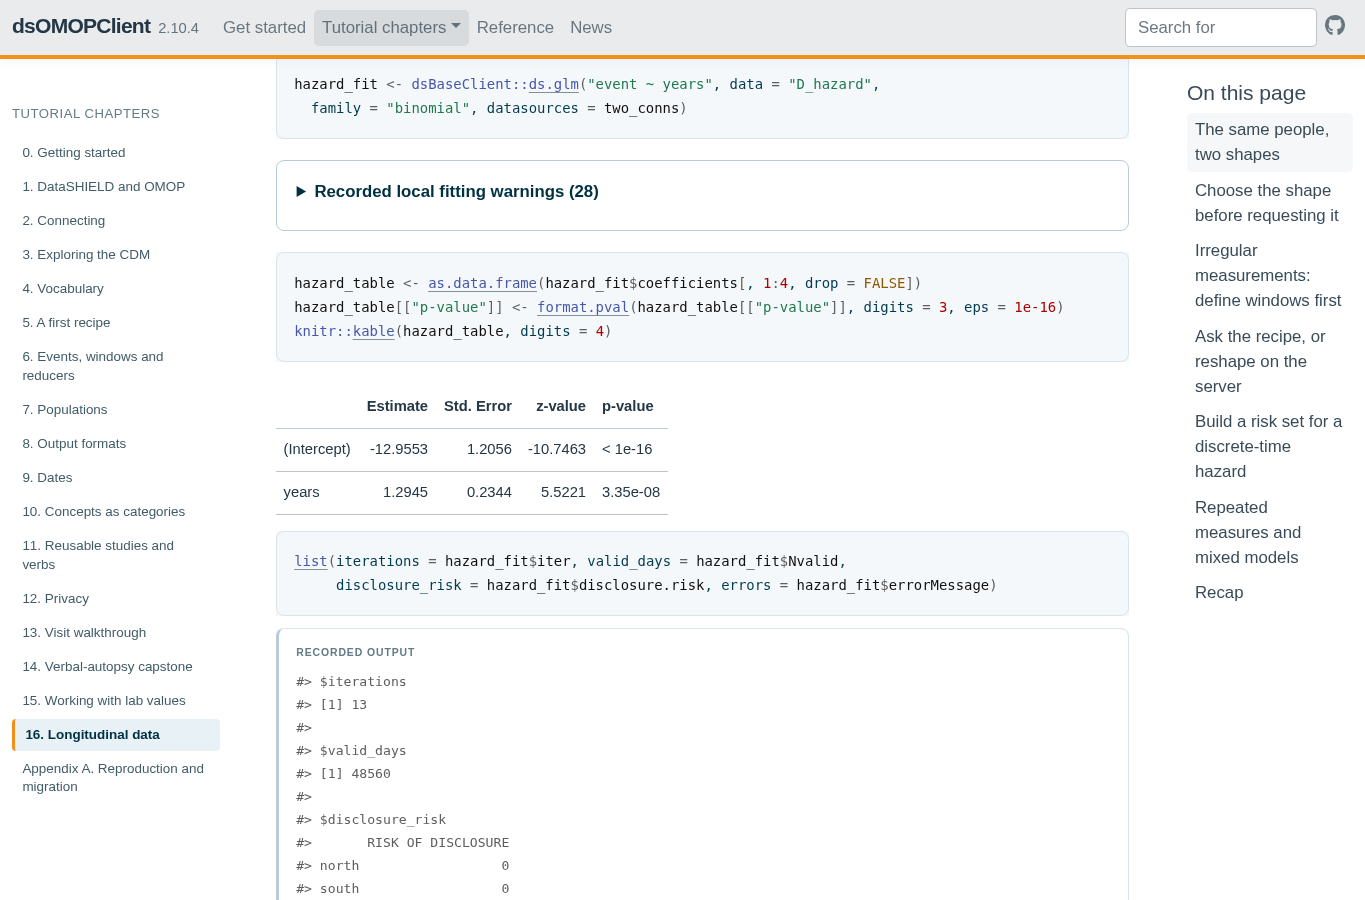 dsOMOPClient 2.10.4 Get started Tutorial chapters Reference News Search for
TUTORIAL CHAPTERS
0. Getting started
1. DataSHIELD and OMOP
2. Connecting
3. Exploring the CDM
4. Vocabulary
5. A first recipe
6. Events, windows and
reducers
7. Populations
8. Output formats
9. Dates
10. Concepts as categories
11. Reusable studies and
verbs
12. Privacy
13. Visit walkthrough
14. Verbal-autopsy capstone
15. Working with lab values
16. Longitudinal data
Appendix A. Reproduction and
migration
hazard_fit <- dsBaseClient::ds.glm("event ~ years", data = "D_hazard",
  family = "binomial", datasources = two_conns)
Recorded local fitting warnings (28)
hazard_table <- as.data.frame(hazard_fit$coefficients[, 1:4, drop = FALSE])
hazard_table[["p-value"]] <- format.pval(hazard_table[["p-value"]], digits = 3, eps = 1e-16)
knitr::kable(hazard_table, digits = 4)
Estimate Std. Error z-value p-value
(Intercept) -12.9553 1.2056 -10.7463 < 1e-16
years 1.2945 0.2344 5.5221 3.35e-08
list(iterations = hazard_fit$iter, valid_days = hazard_fit$Nvalid,
     disclosure_risk = hazard_fit$disclosure.risk, errors = hazard_fit$errorMessage)
RECORDED OUTPUT
#> $iterations
#> [1] 13
#>
#> $valid_days
#> [1] 48560
#>
#> $disclosure_risk
#>       RISK OF DISCLOSURE
#> north                  0
#> south                  0
On this page
The same people,
two shapes
Choose the shape
before requesting it
Irregular
measurements:
define windows first
Ask the recipe, or
reshape on the
server
Build a risk set for a
discrete-time
hazard
Repeated
measures and
mixed models
Recap